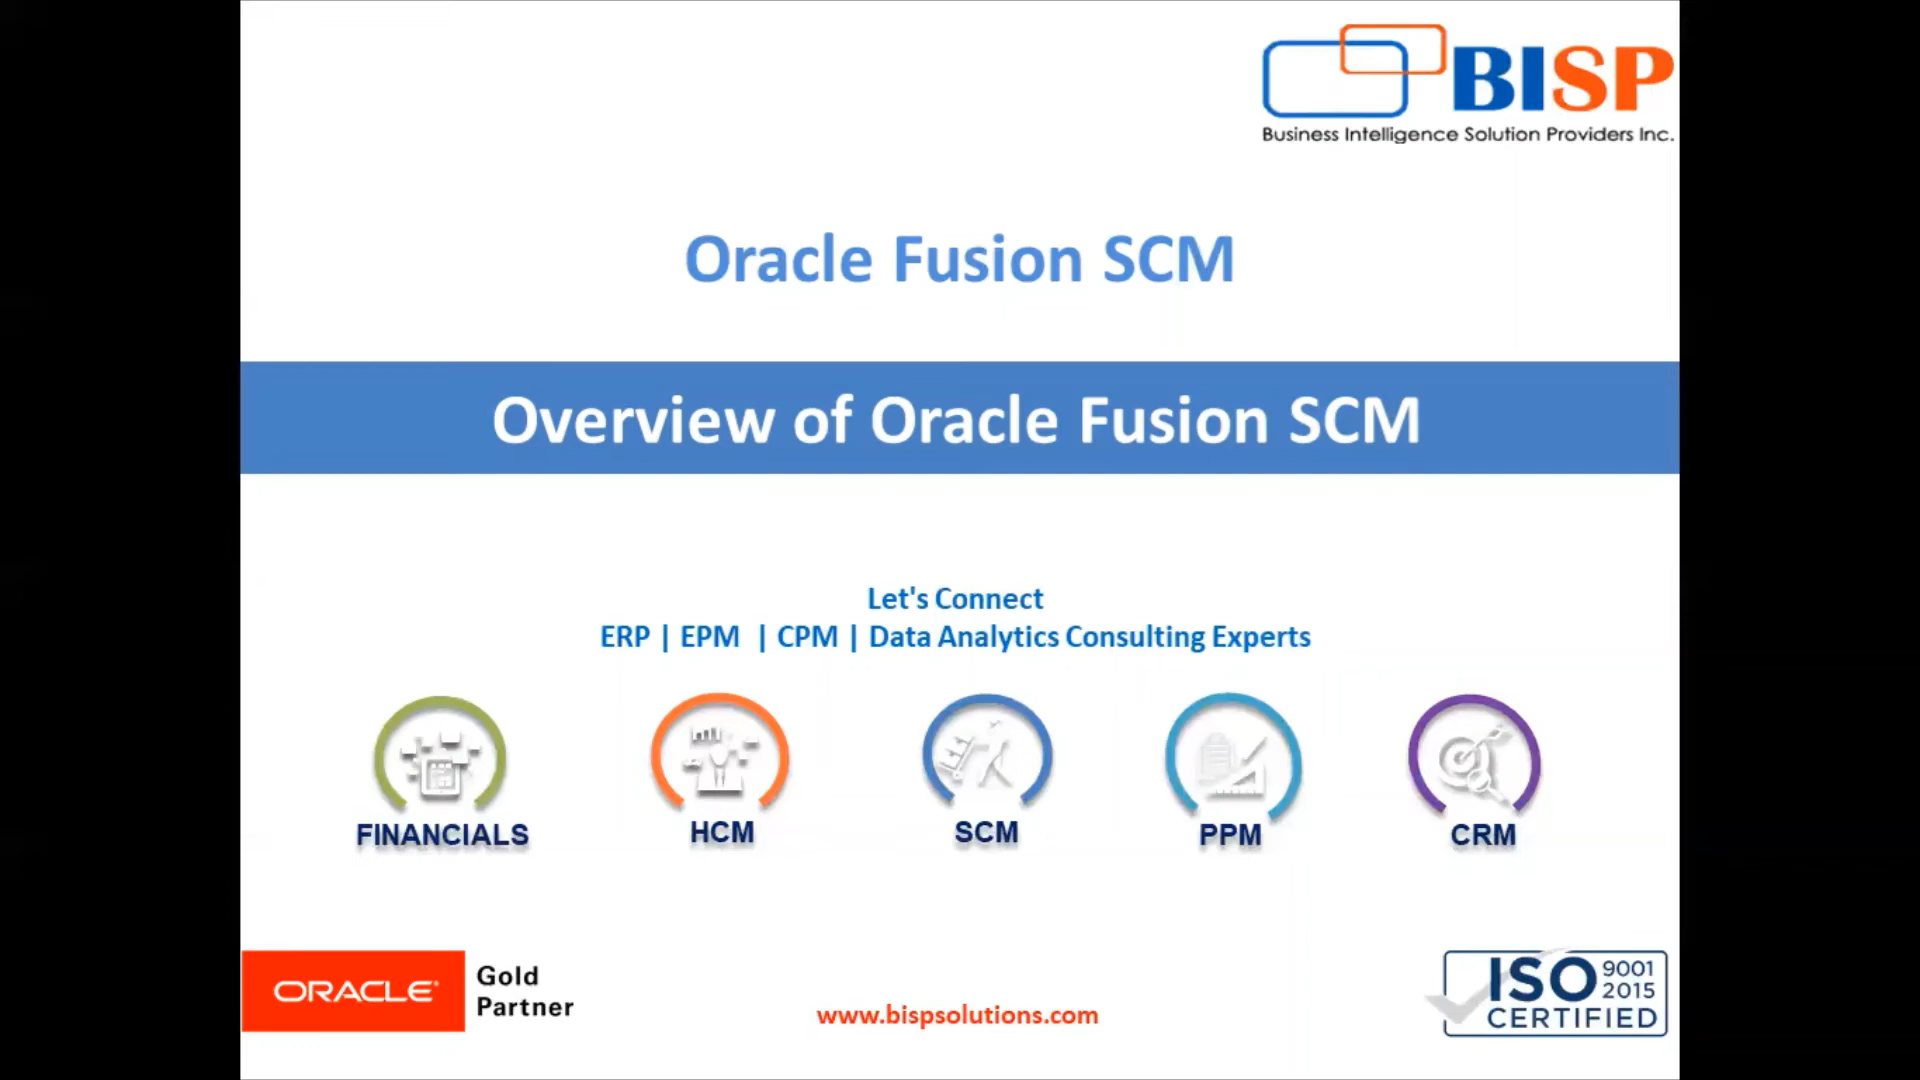 BISP
Business Intelligence Solution Providers Inc.
Oracle Fusion SCM
Overview of Oracle Fusion SCM
Let's Connect
ERP | EPM | CPM | Data Analytics Consulting Experts
FINANCIALS
HCM
SCM
PPM
CRM
ORACLE®
Gold
Partner
www.bispsolutions.com
ISO 9001
2015
CERTIFIED